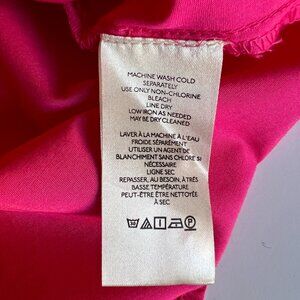 MACHINE WASH COLD
SEPARATELY
USE ONLY NON-CHLORINE
BLEACH
LINE DRY
LOW IRON AS NEEDED
MAY BE DRY CLEANED
LAVER À LA MACHINE À L'EAU
FROIDE SÉPARÉMENT
UTILISER UN AGENT DE
BLANCHIMENT SANS CHLORE SI
NÉCESSAIRE
LIGNE SEC
REPASSER, AU BESOIN, À TRÈS
BASSE TEMPÉRATURE
PEUT-ÊTRE ÊTRE NETTOYÉE
À SEC